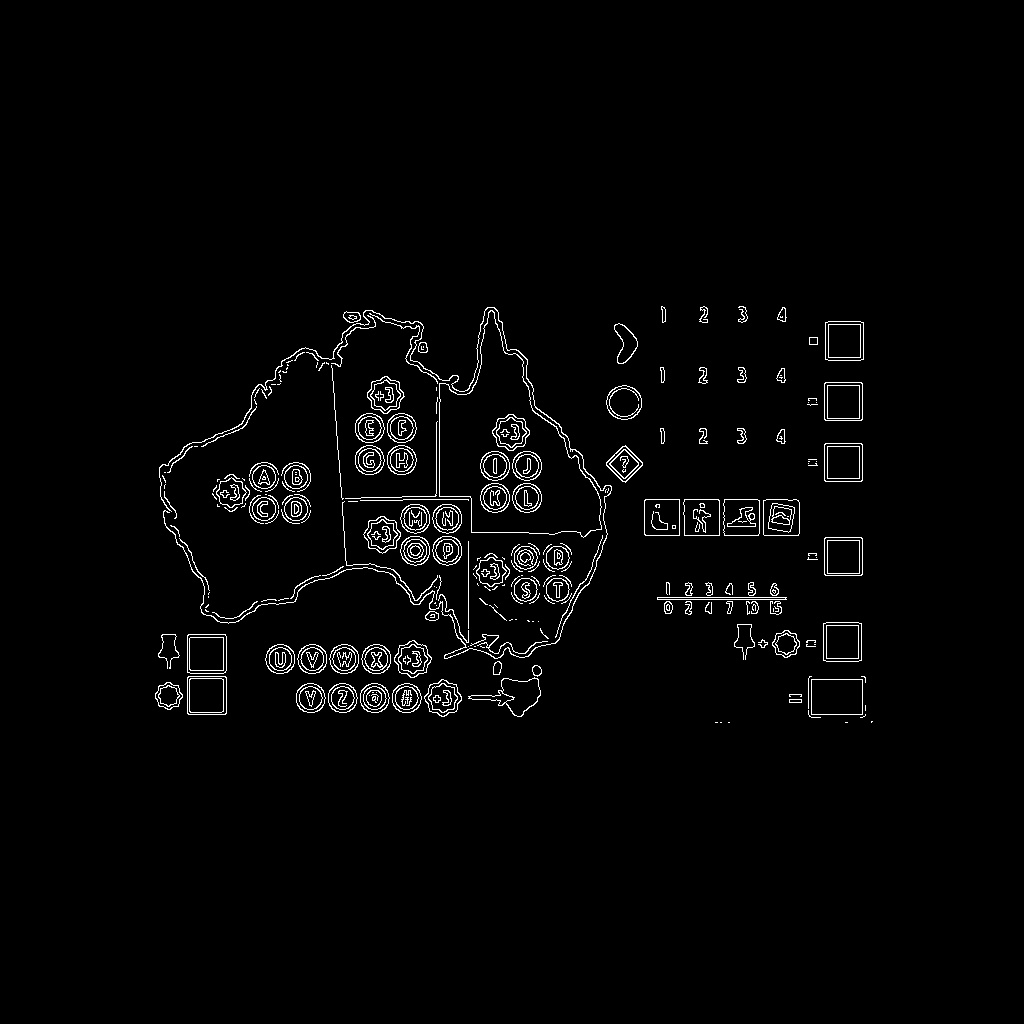 1 2 3 4
=
1 2 3 4
=
1 2 3 4
=
?
+3
E F
G H
+3
I J
K L
+3
A B
C D
+3
M N
O P
+3
Q R
S T
=
1 2 3 4 5 6
0 2 4 7 10 15
+ =
U V W X +3
Y Z @ # +3
=